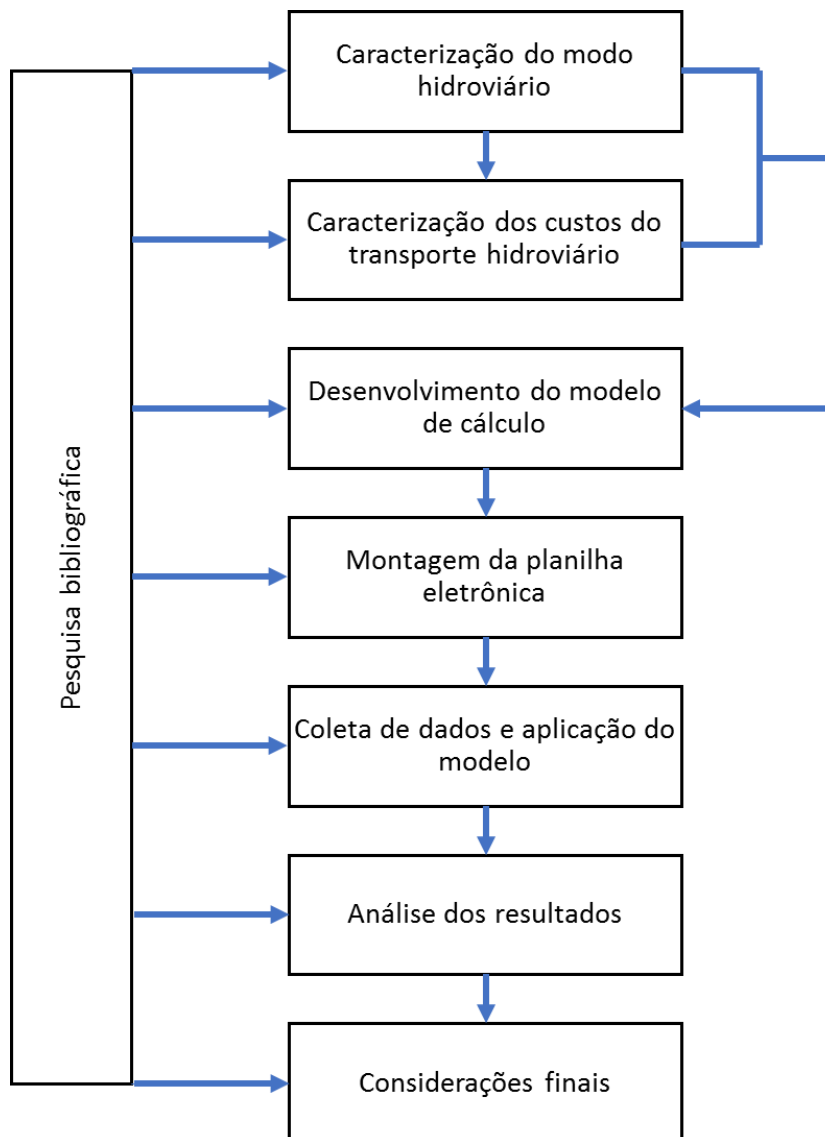 Pesquisa bibliográfica
Caracterização do modo
hidroviário
Caracterização dos custos do
transporte hidroviário
Desenvolvimento do modelo
de cálculo
Montagem da planilha
eletrônica
Coleta de dados e aplicação do
modelo
Análise dos resultados
Considerações finais